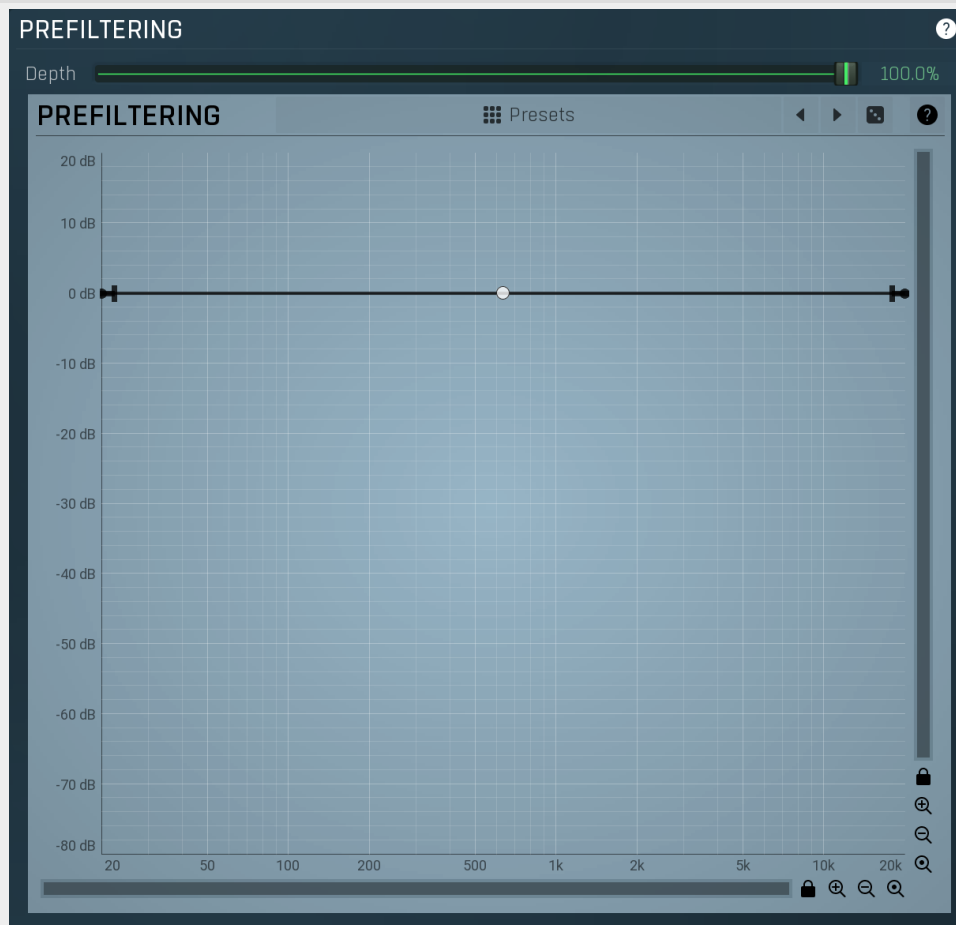 PREFILTERING
?
Depth 100.0%
PREFILTERING Presets ?
20 dB
10 dB
0 dB
-10 dB
-20 dB
-30 dB
-40 dB
-50 dB
-60 dB
-70 dB
-80 dB
20 50 100 200 500 1k 2k 5k 10k 20k